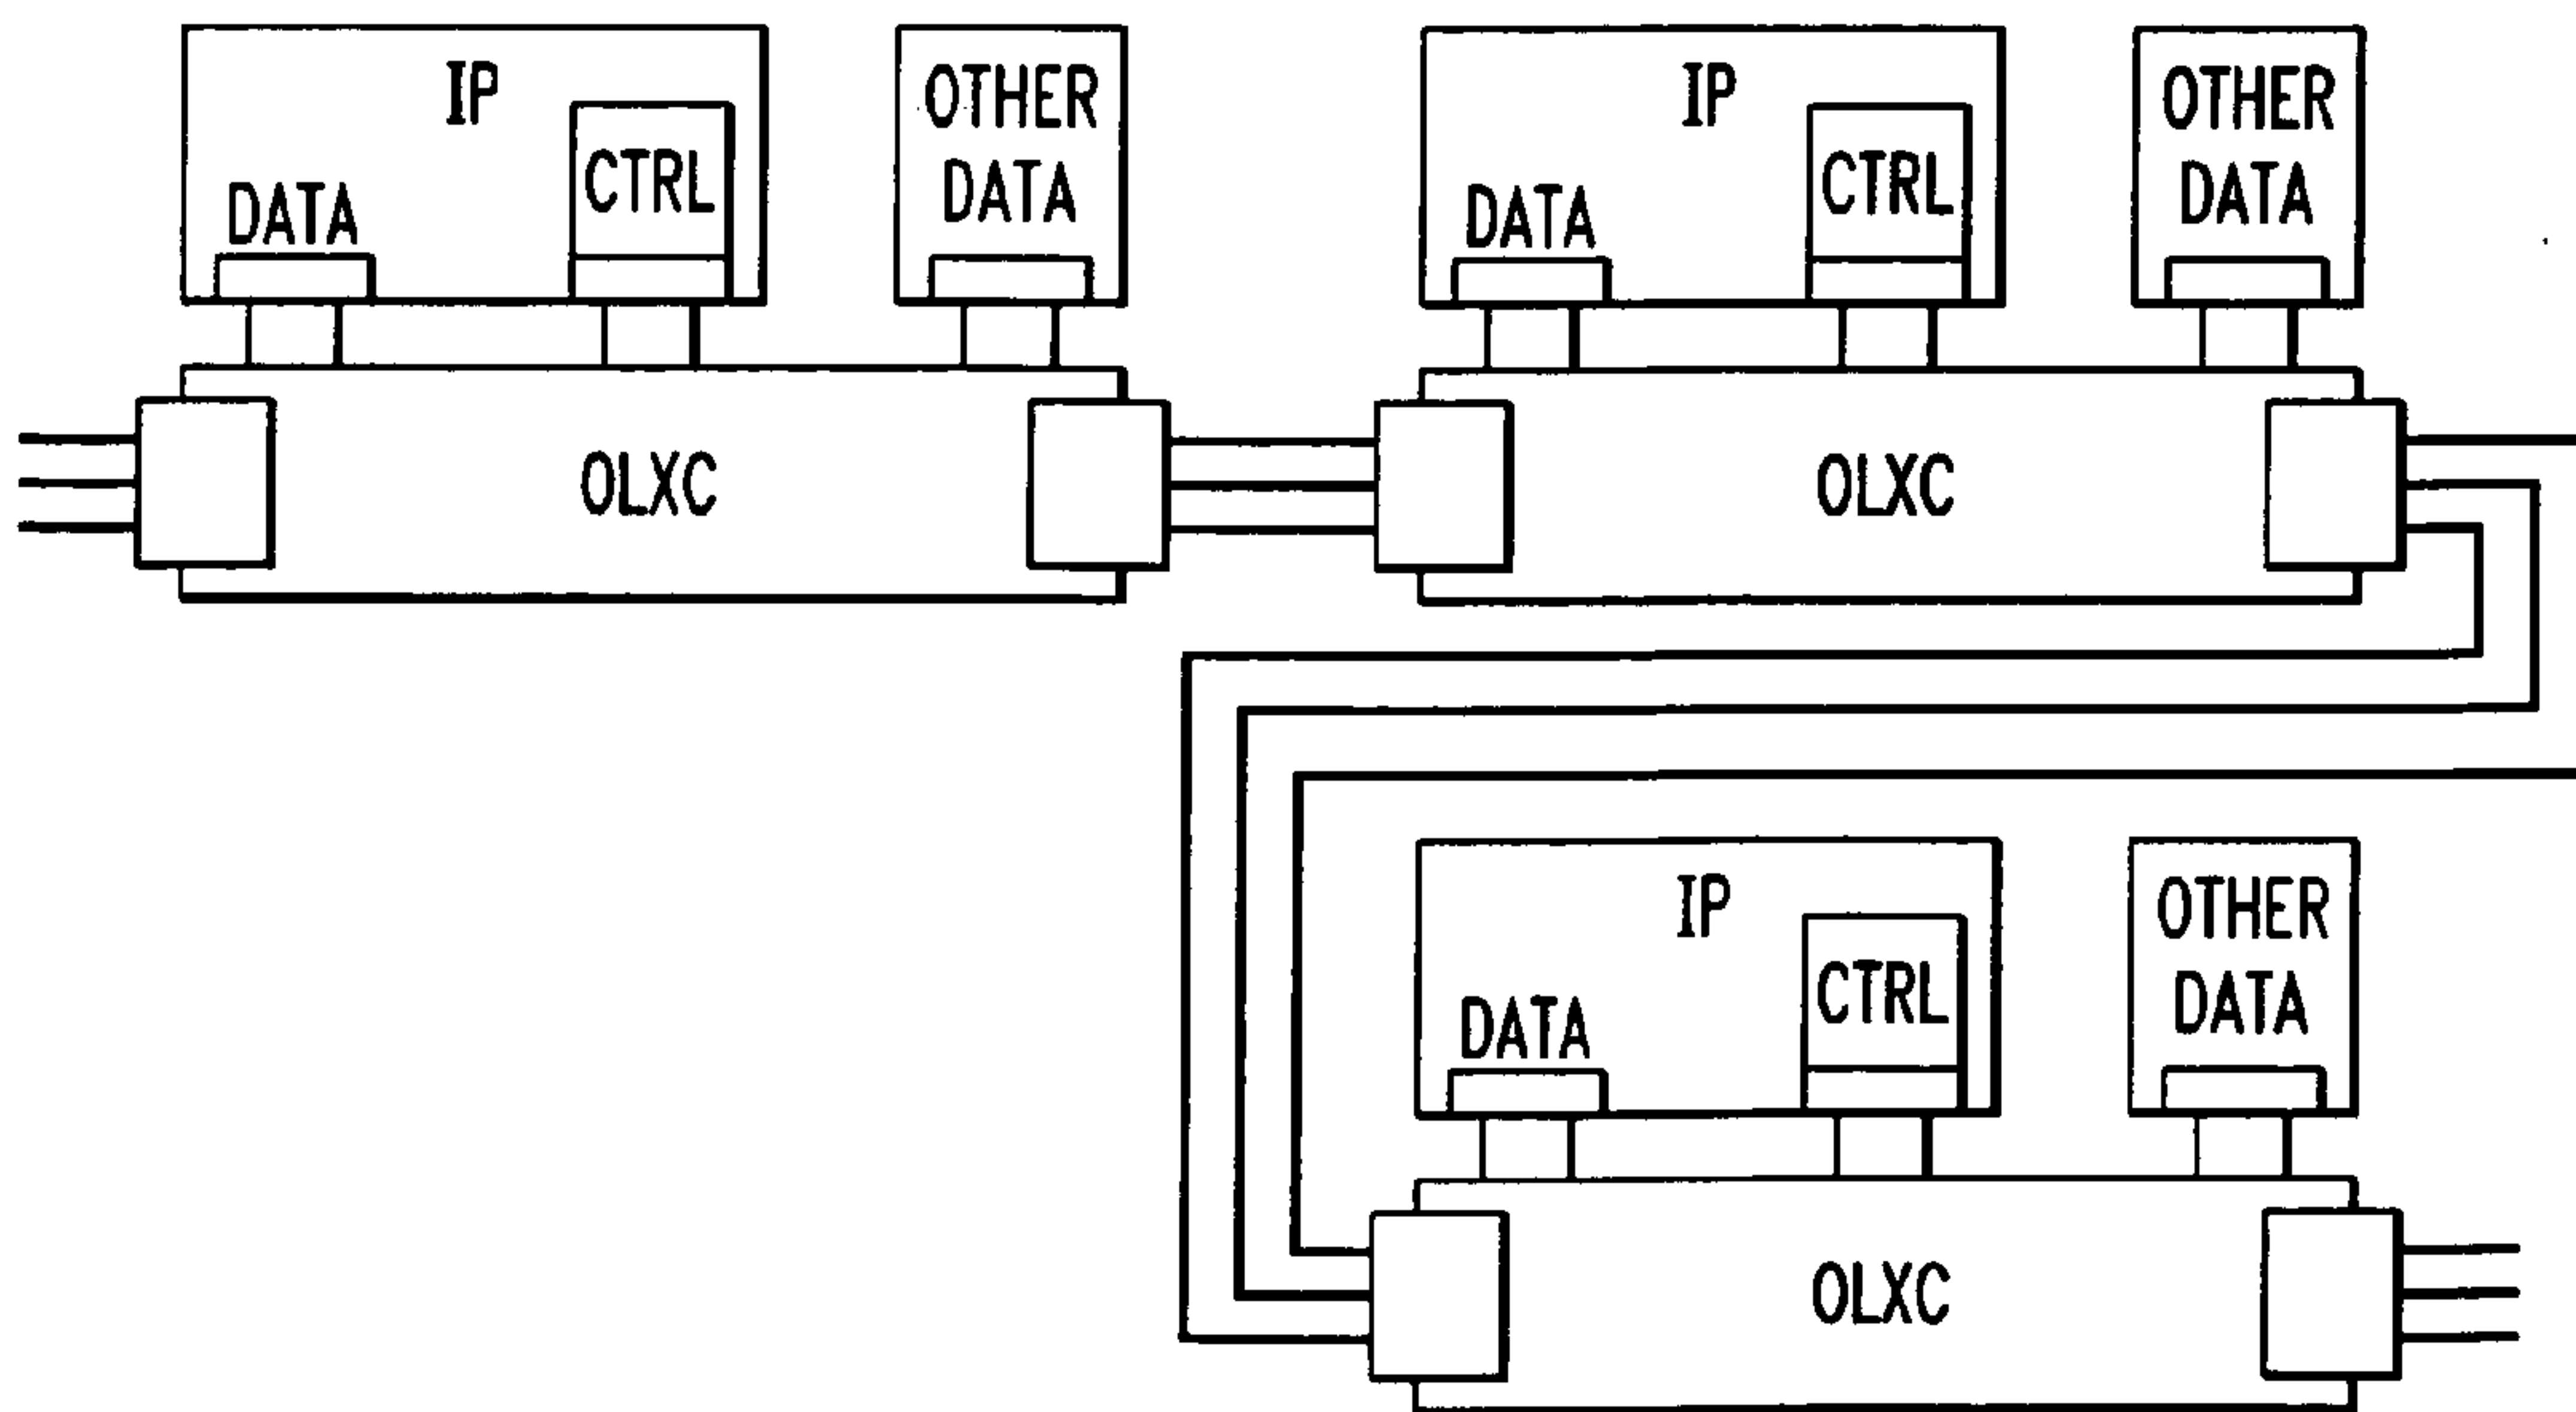 IP
CTRL
DATA
OTHER
DATA
OLXC
IP
CTRL
DATA
OTHER
DATA
OLXC
IP
CTRL
DATA
OTHER
DATA
OLXC